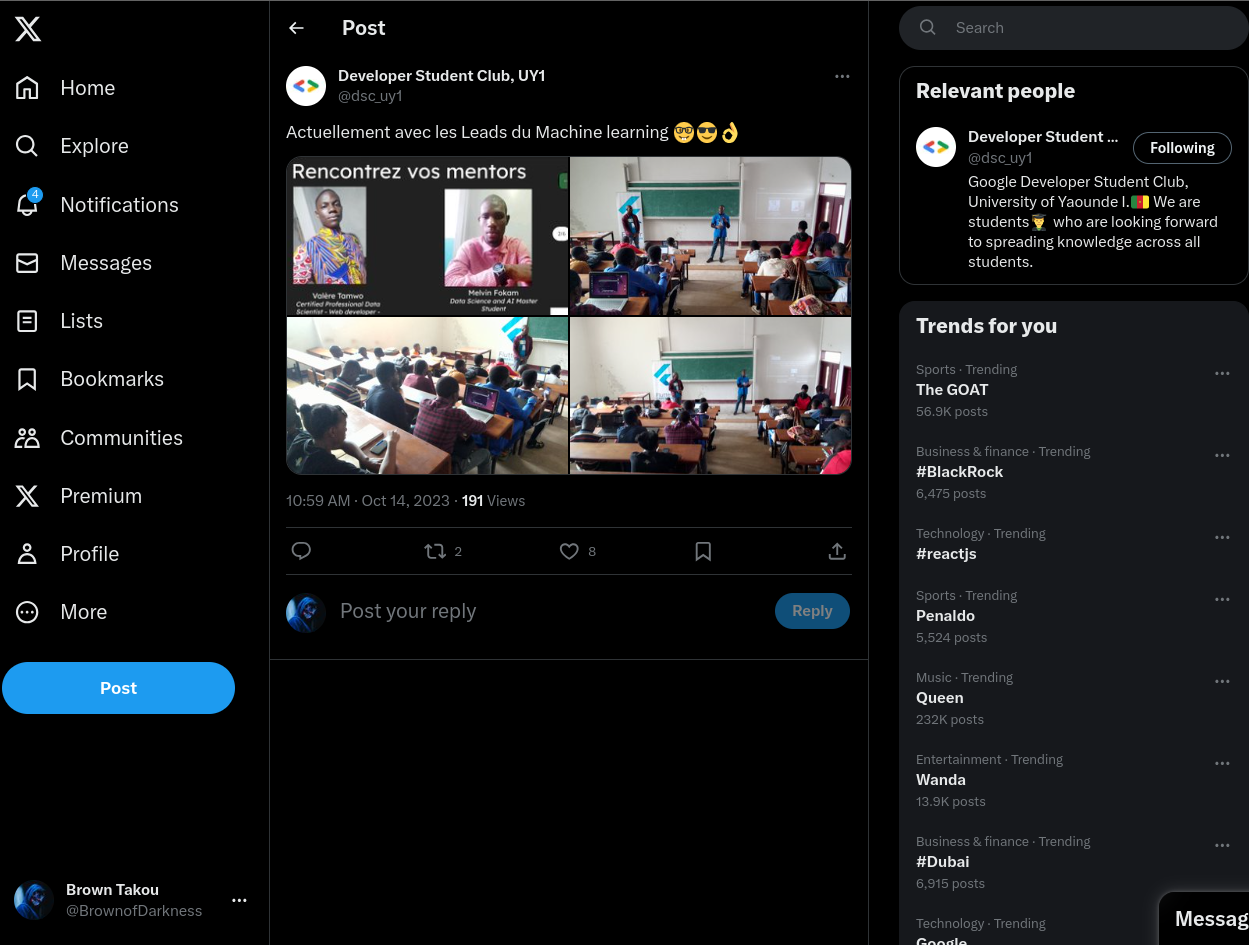 Home
Explore
4
Notifications
Messages
Lists
Bookmarks
Communities
Premium
Profile
More
Post
Brown Takou
@BrownofDarkness
Post
Developer Student Club, UY1
@dsc_uy1
Actuellement avec les Leads du Machine learning 🤓😎👌
Rencontrez vos mentors
Valère Tamwo
Certified Professional Data
Scientist - Web developer -
Melvin Fokam
Data Science and AI Master
Student
10:59 AM · Oct 14, 2023 · 191 Views
2
8
Post your reply
Reply
Search
Relevant people
Developer Student ...
@dsc_uy1
Following
Google Developer Student Club,
University of Yaounde I.🇨🇲 We are
students👨‍🎓 who are looking forward
to spreading knowledge across all
students.
Trends for you
Sports · Trending
The GOAT
56.9K posts
Business & finance · Trending
#BlackRock
6,475 posts
Technology · Trending
#reactjs
Sports · Trending
Penaldo
5,524 posts
Music · Trending
Queen
232K posts
Entertainment · Trending
Wanda
13.9K posts
Business & finance · Trending
#Dubai
6,915 posts
Technology · Trending
Google
Messag